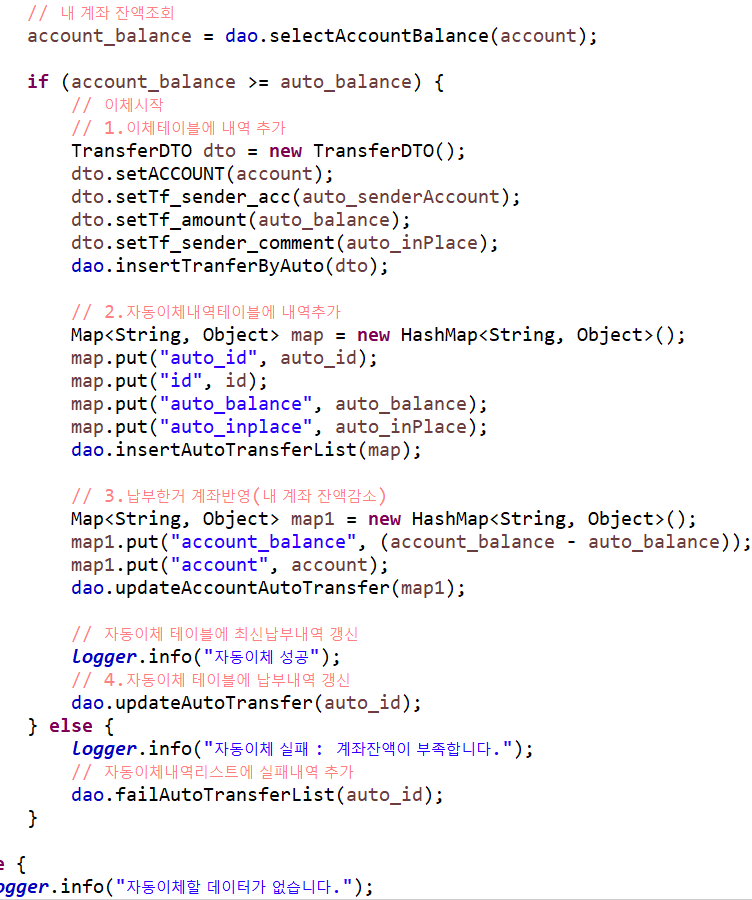 // 내 계좌 잔액조회
account_balance = dao.selectAccountBalance(account);
if (account_balance >= auto_balance) {
// 이체시작
// 1.이체테이블에 내역 추가
TransferDTO dto = new TransferDTO();
dto.setACCOUNT(account);
dto.setTf_sender_acc(auto_senderAccount);
dto.setTf_amount(auto_balance);
dto.setTf_sender_comment(auto_inPlace);
dao.insertTranferByAuto(dto);
// 2.자동이체내역테이블에 내역추가
Map<String, Object> map = new HashMap<String, Object>();
map.put("auto_id", auto_id);
map.put("id", id);
map.put("auto_balance", auto_balance);
map.put("auto_inplace", auto_inPlace);
dao.insertAutoTransferList(map);
// 3.납부한거 계좌반영(내 계좌 잔액감소)
Map<String, Object> map1 = new HashMap<String, Object>();
map1.put("account_balance", (account_balance - auto_balance));
map1.put("account", account);
dao.updateAccountAutoTransfer(map1);
// 자동이체 테이블에 최신납부내역 갱신
logger.info("자동이체 성공");
// 4.자동이체 테이블에 납부내역 갱신
dao.updateAutoTransfer(auto_id);
} else {
logger.info("자동이체 실패 : 계좌잔액이 부족합니다.");
// 자동이체내역리스트에 실패내역 추가
dao.failAutoTransferList(auto_id);
}
e {
ogger.info("자동이체할 데이터가 없습니다.");